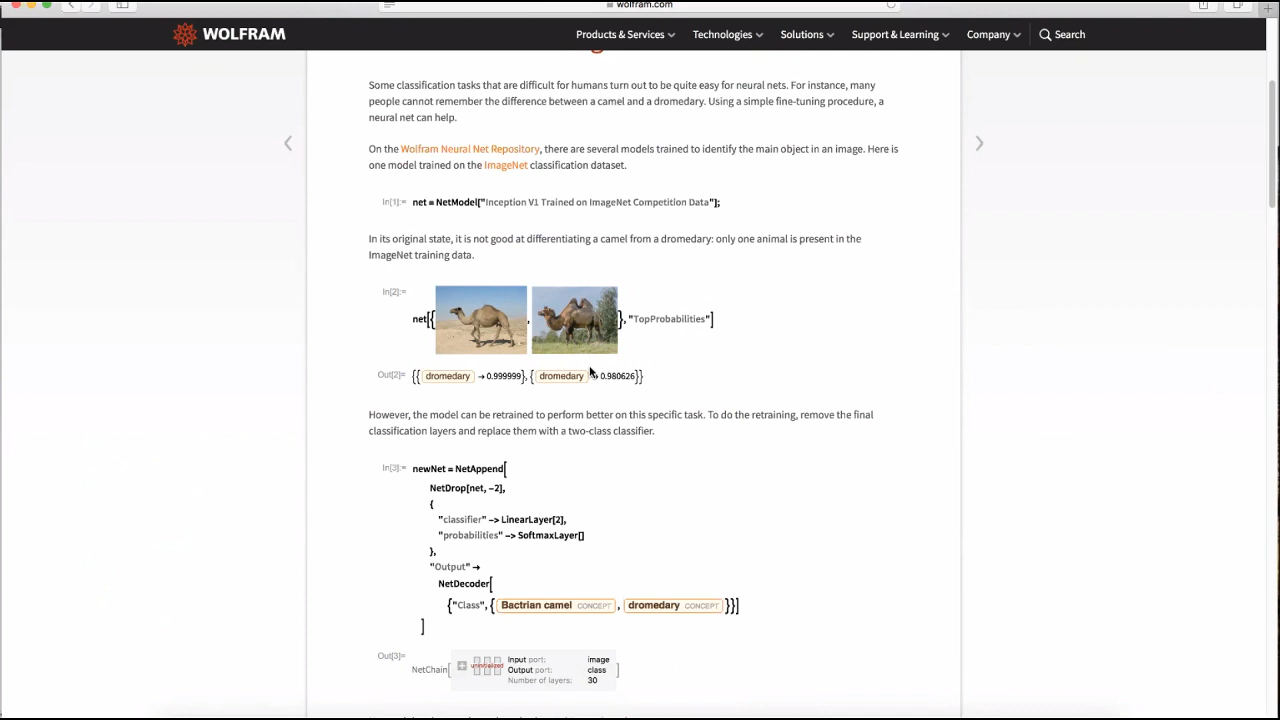 wolfram.com
WOLFRAM
Products & Services
Technologies
Solutions
Support & Learning
Company
Search
Some classification tasks that are difficult for humans turn out to be quite easy for neural nets. For instance, many
people cannot remember the difference between a camel and a dromedary. Using a simple fine-tuning procedure, a
neural net can help.
On the Wolfram Neural Net Repository, there are several models trained to identify the main object in an image. Here is
one model trained on the ImageNet classification dataset.
In[1]:= net = NetModel["Inception V1 Trained on ImageNet Competition Data"];
In its original state, it is not good at differentiating a camel from a dromedary: only one animal is present in the
ImageNet training data.
In[2]:=
net[{ , }, "TopProbabilities"]
Out[2]= {{ dromedary → 0.999999}, { dromedary → 0.980626}}
However, the model can be retrained to perform better on this specific task. To do the retraining, remove the final
classification layers and replace them with a two-class classifier.
In[3]:= newNet = NetAppend[
NetDrop[net, −2],
{
"classifier" −> LinearLayer[2],
"probabilities" −> SoftmaxLayer[]
},
"Output" →
NetDecoder[
{"Class", { Bactrian camel CONCEPT , dromedary CONCEPT }}]
]
Out[3]=
NetChain[ uninitialized Input port: image
Output port: class
Number of layers: 30 ]